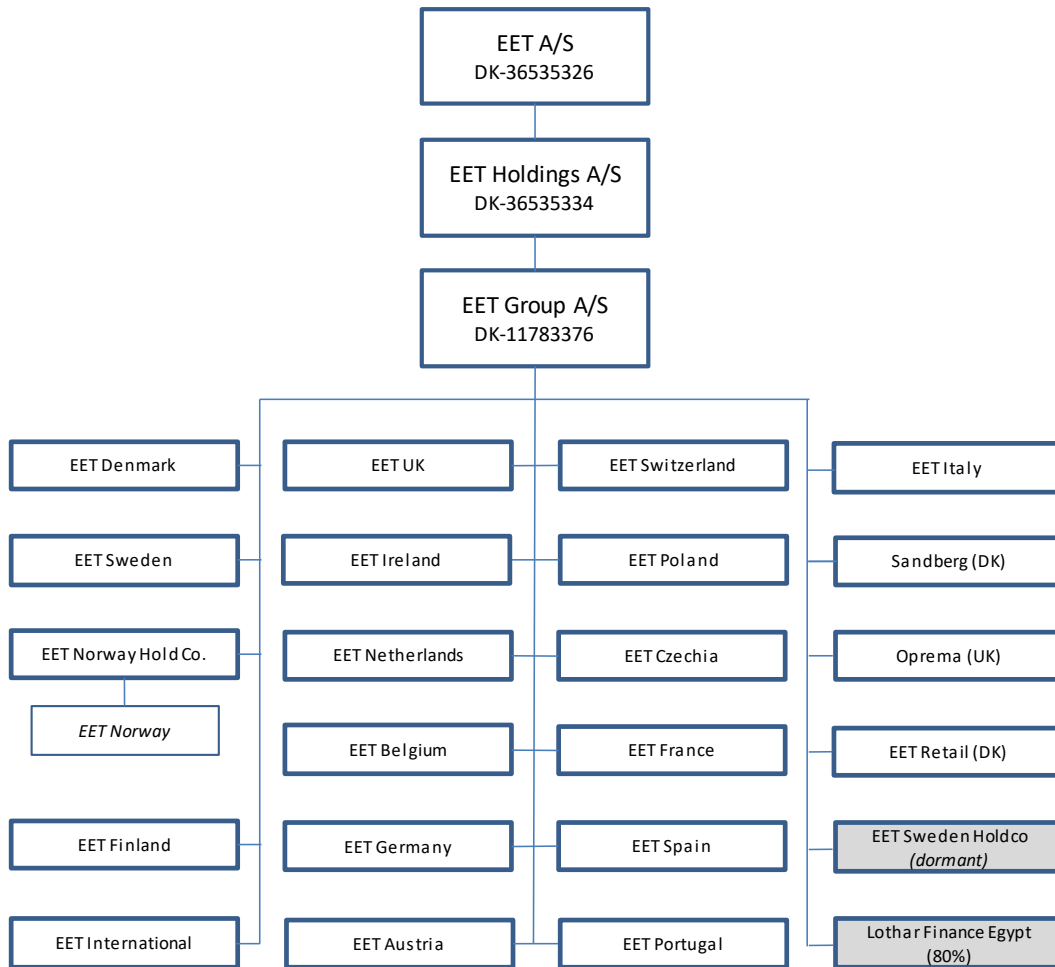 EET A/S
DK-36535326
EET Holdings A/S
DK-36535334
EET Group A/S
DK-11783376
EET Denmark
EET UK
EET Switzerland
EET Italy
EET Sweden
EET Ireland
EET Poland
Sandberg (DK)
EET Norway Hold Co.
EET Netherlands
EET Czechia
Oprema (UK)
EET Norway
EET Belgium
EET France
EET Retail (DK)
EET Finland
EET Germany
EET Spain
EET Sweden Holdco
(dormant)
EET International
EET Austria
EET Portugal
Lothar Finance Egypt
(80%)